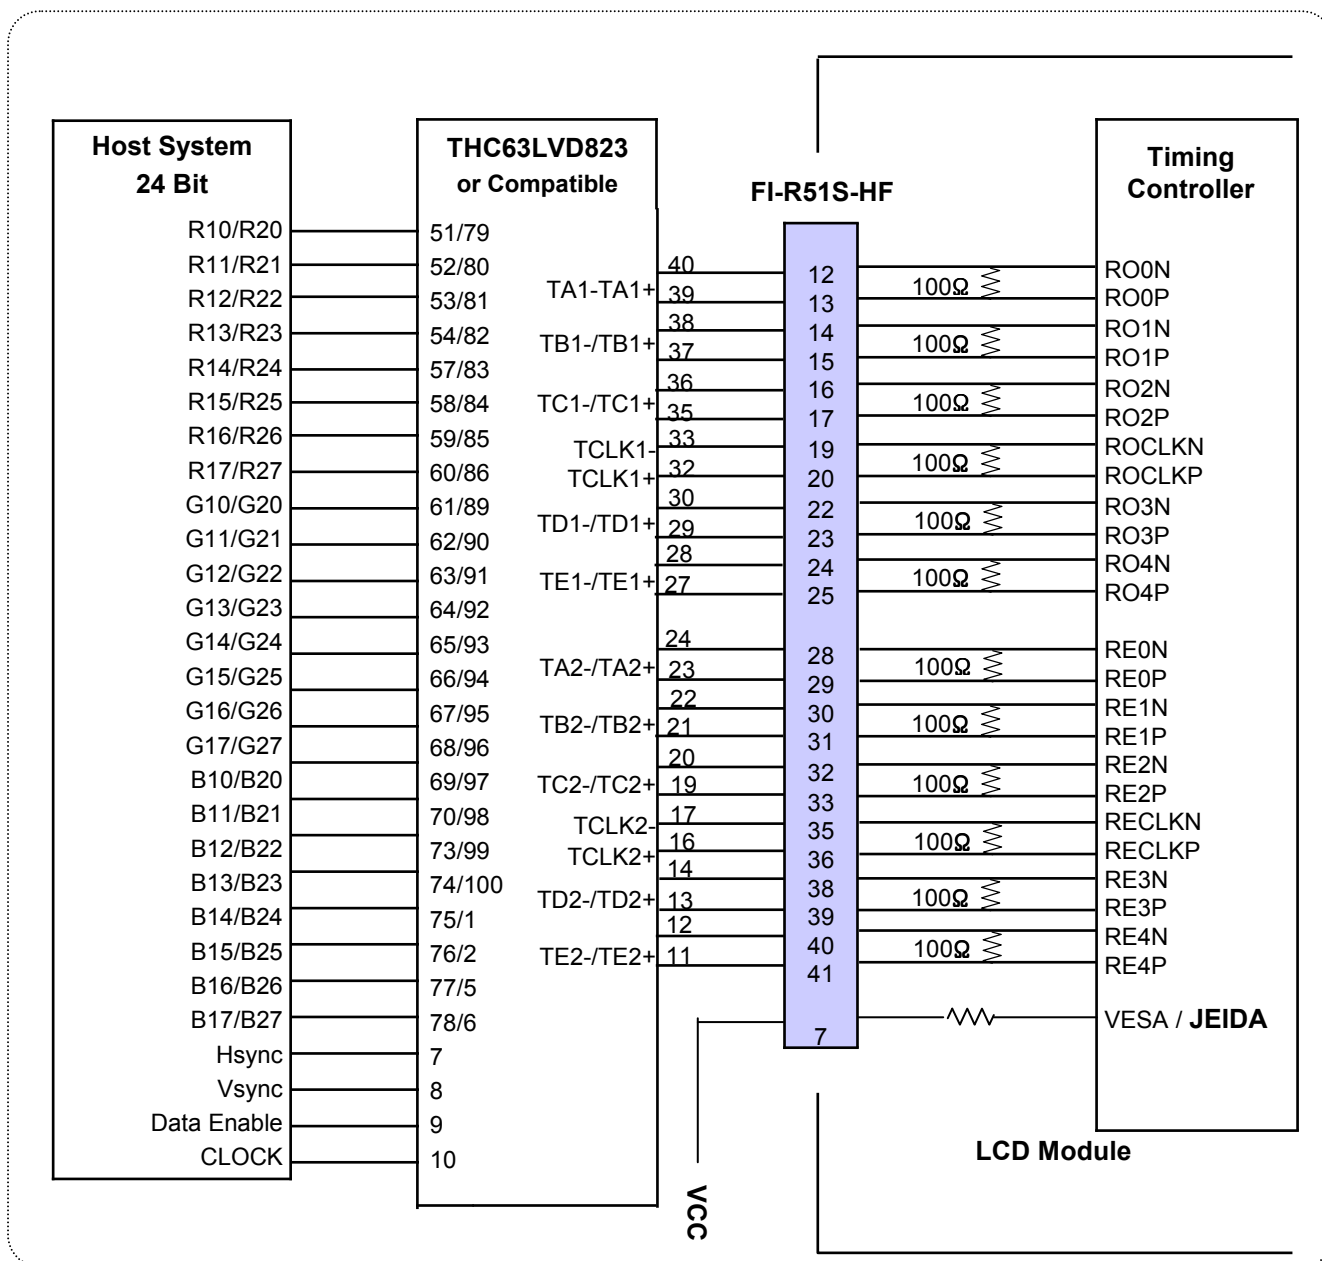 Host System
24 Bit
R10/R20
R11/R21
R12/R22
R13/R23
R14/R24
R15/R25
R16/R26
R17/R27
G10/G20
G11/G21
G12/G22
G13/G23
G14/G24
G15/G25
G16/G26
G17/G27
B10/B20
B11/B21
B12/B22
B13/B23
B14/B24
B15/B25
B16/B26
B17/B27
Hsync
Vsync
Data Enable
CLOCK
THC63LVD823
or Compatible
51/79
52/80
53/81
54/82
57/83
58/84
59/85
60/86
61/89
62/90
63/91
64/92
65/93
66/94
67/95
68/96
69/97
70/98
73/99
74/100
75/1
76/2
77/5
78/6
7
8
9
10
TA1-TA1+
TB1-/TB1+
TC1-/TC1+
TCLK1-
TCLK1+
TD1-/TD1+
TE1-/TE1+
TA2-/TA2+
TB2-/TB2+
TC2-/TC2+
TCLK2-
TCLK2+
TD2-/TD2+
TE2-/TE2+
40
39
38
37
36
35
33
32
30
29
28
27
24
23
22
21
20
19
17
16
14
13
12
11
VCC
FI-R51S-HF
12
13
14
15
16
17
19
20
22
23
24
25
28
29
30
31
32
33
35
36
38
39
40
41
7
100Ω
100Ω
100Ω
100Ω
100Ω
100Ω
100Ω
100Ω
100Ω
100Ω
100Ω
100Ω
Timing
Controller
RO0N
RO0P
RO1N
RO1P
RO2N
RO2P
ROCLKN
ROCLKP
RO3N
RO3P
RO4N
RO4P
RE0N
RE0P
RE1N
RE1P
RE2N
RE2P
RECLKN
RECLKP
RE3N
RE3P
RE4N
RE4P
VESA / JEIDA
LCD Module